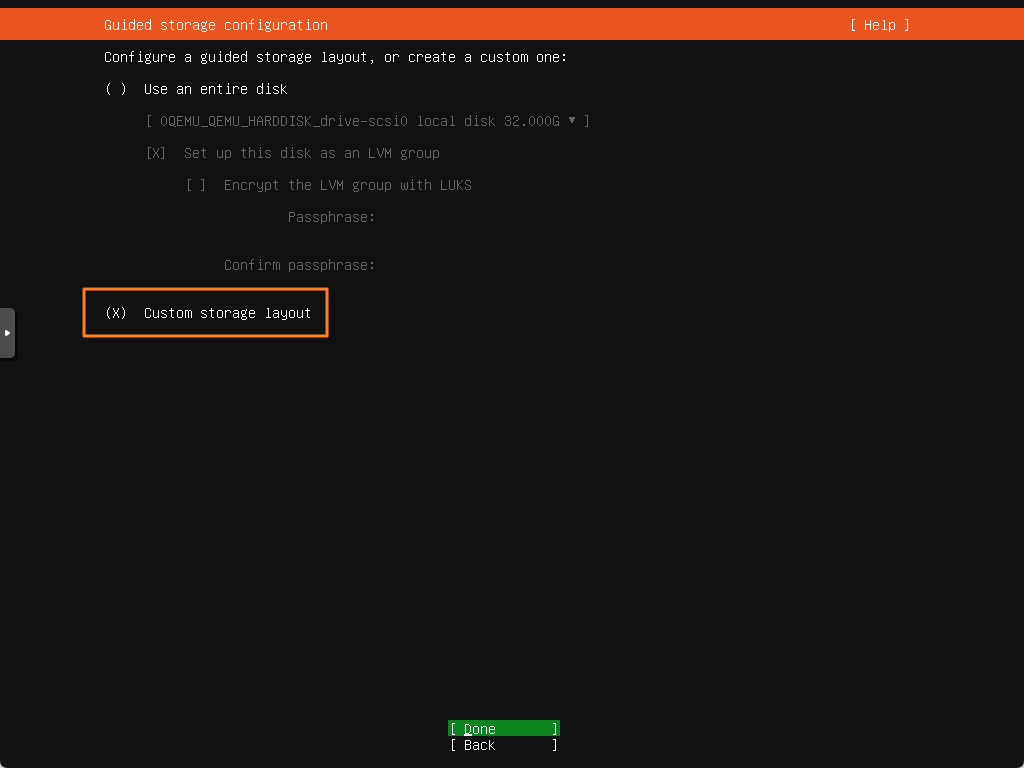 Guided storage configuration [ Help ]
Configure a guided storage layout, or create a custom one:
( ) Use an entire disk
[ 0QEMU_QEMU_HARDDISK_drive-scsi0 local disk 32.000G ▾ ]
[X] Set up this disk as an LVM group
[ ] Encrypt the LVM group with LUKS
Passphrase:
Confirm passphrase:
(X) Custom storage layout
[ Done ]
[ Back ]